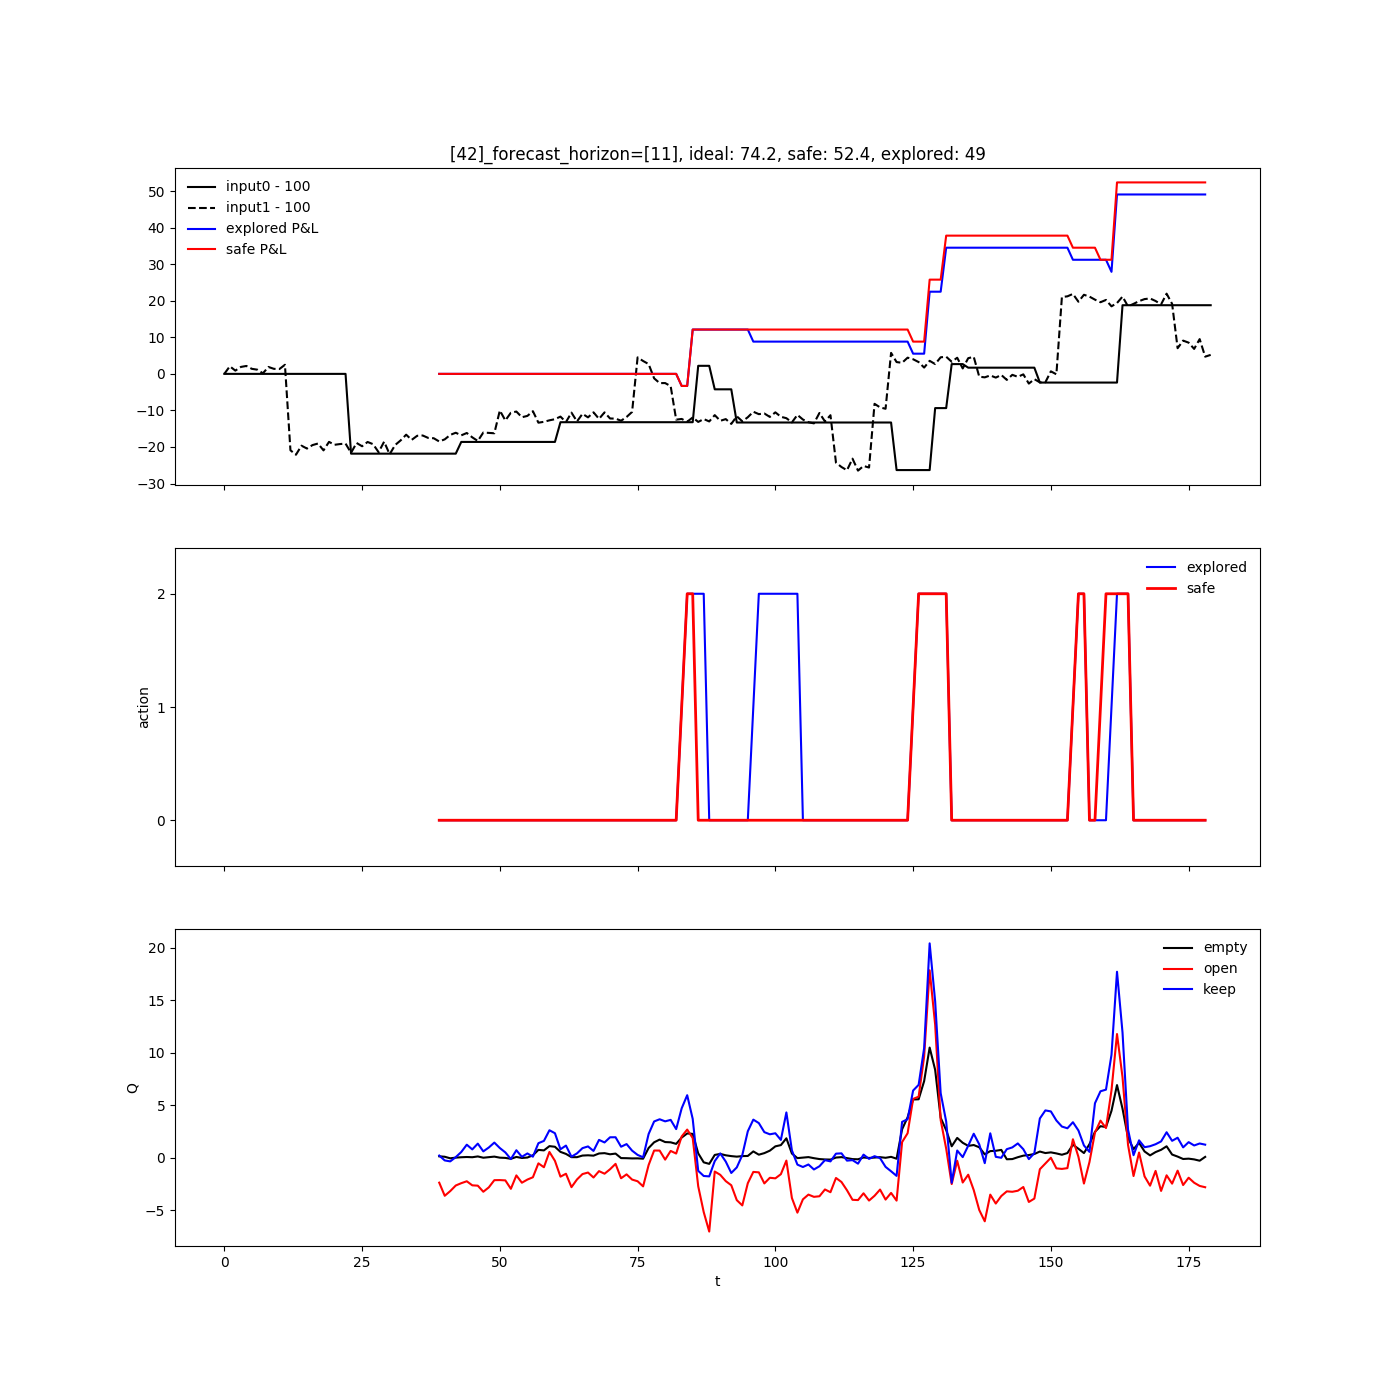 [42]_forecast_horizon=[11], ideal: 74.2, safe: 52.4, explored: 49
input0 - 100
input1 - 100
explored P&L
safe P&L
50
40
30
20
10
0
−10
−20
−30
explored
safe
action
2
1
0
empty
open
keep
Q
20
15
10
5
0
−5
0 25 50 75 100 125 150 175
t